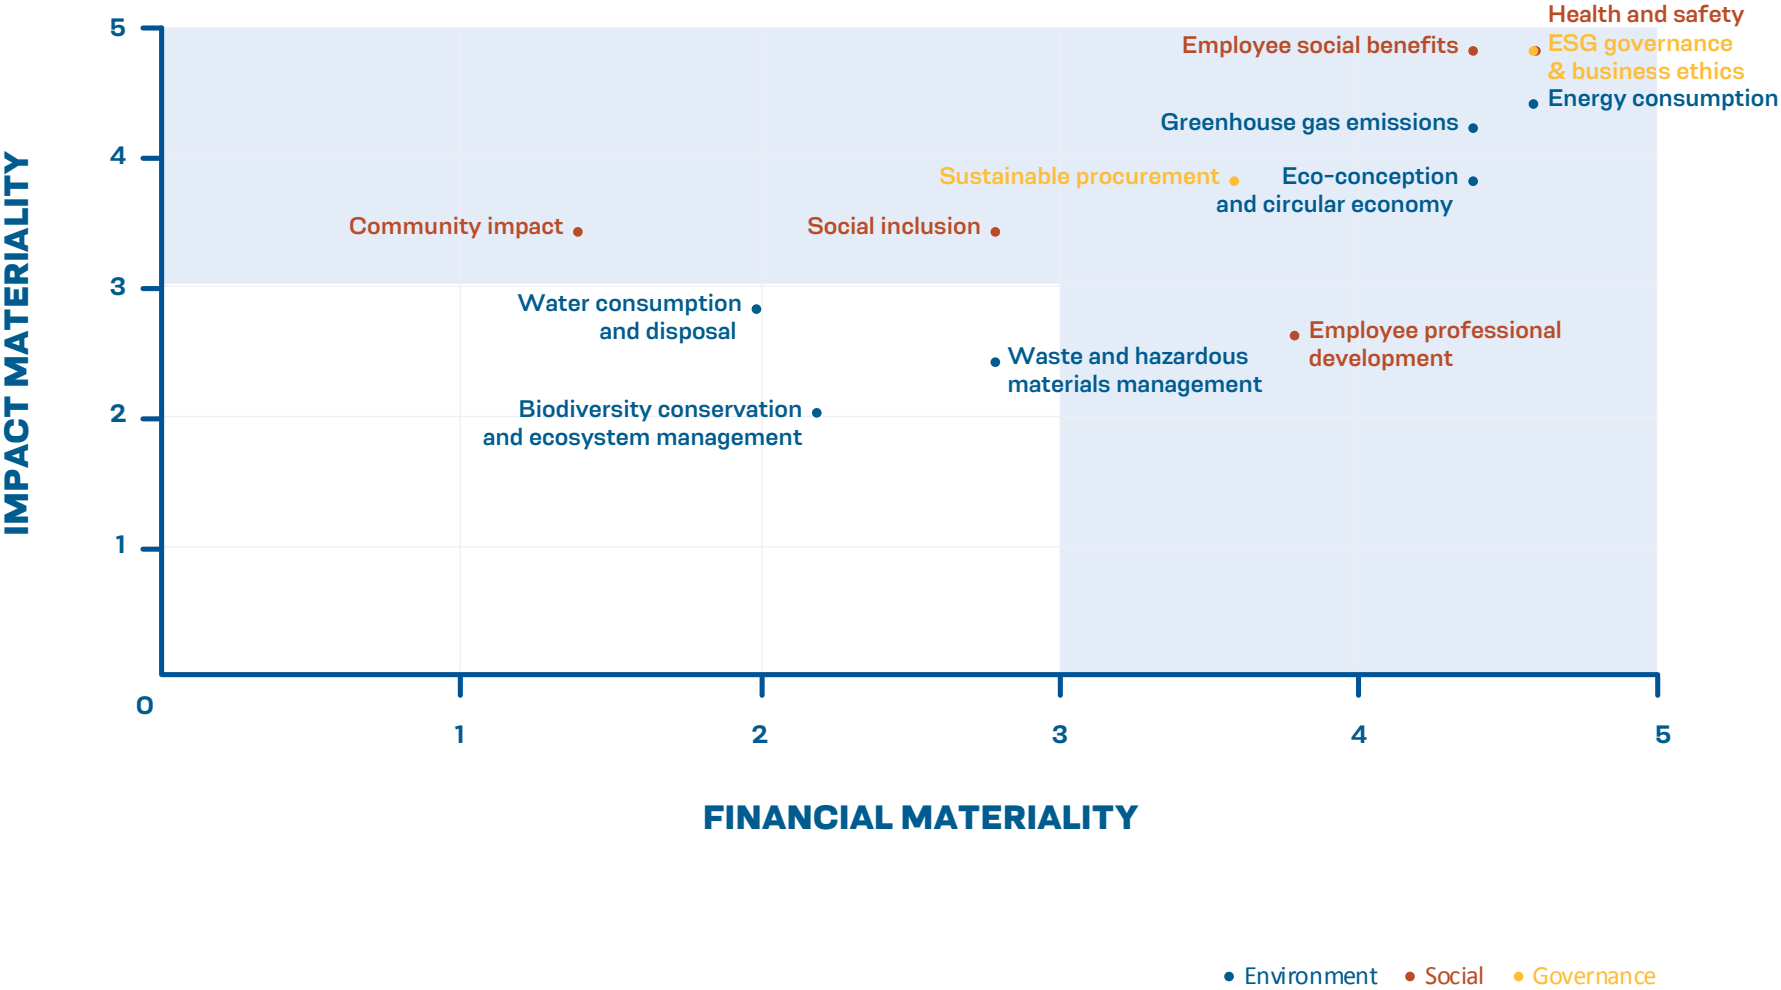 Health and safety
5
Employee social benefits
ESG governance
& business ethics
Energy consumption
Greenhouse gas emissions
4
Sustainable procurement
Eco-conception
and circular economy
Community impact
Social inclusion
3
Water consumption
and disposal
Employee professional
development
Waste and hazardous
materials management
2
Biodiversity conservation
and ecosystem management
1
IMPACT MATERIALITY
0
1
2
3
4
5
FINANCIAL MATERIALITY
Environment
Social
Governance